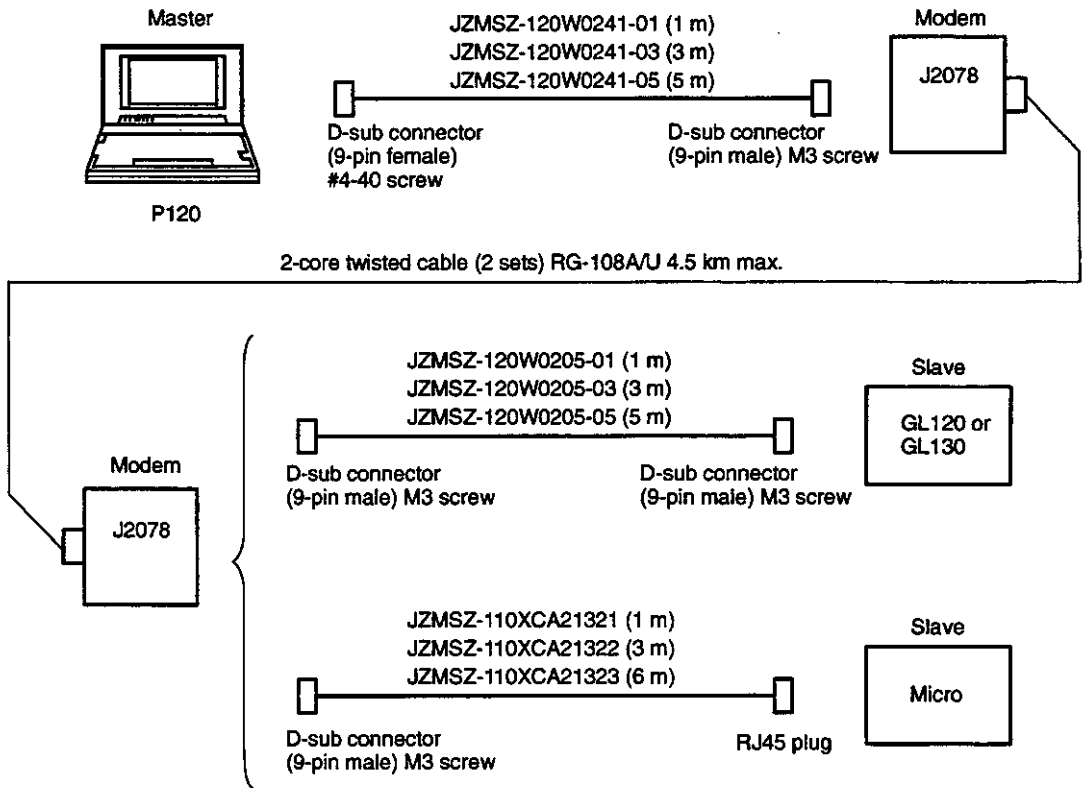 Master
JZMSZ-120W0241-01 (1 m)
JZMSZ-120W0241-03 (3 m)
JZMSZ-120W0241-05 (5 m)
Modem
J2078
D-sub connector
(9-pin female)
#4-40 screw
D-sub connector
(9-pin male) M3 screw
P120
2-core twisted cable (2 sets) RG-108A/U 4.5 km max.
JZMSZ-120W0205-01 (1 m)
JZMSZ-120W0205-03 (3 m)
JZMSZ-120W0205-05 (5 m)
Slave
GL120 or
GL130
D-sub connector
(9-pin male) M3 screw
D-sub connector
(9-pin male) M3 screw
Modem
J2078
JZMSZ-110XCA21321 (1 m)
JZMSZ-110XCA21322 (3 m)
JZMSZ-110XCA21323 (6 m)
Slave
Micro
D-sub connector
(9-pin male) M3 screw
RJ45 plug